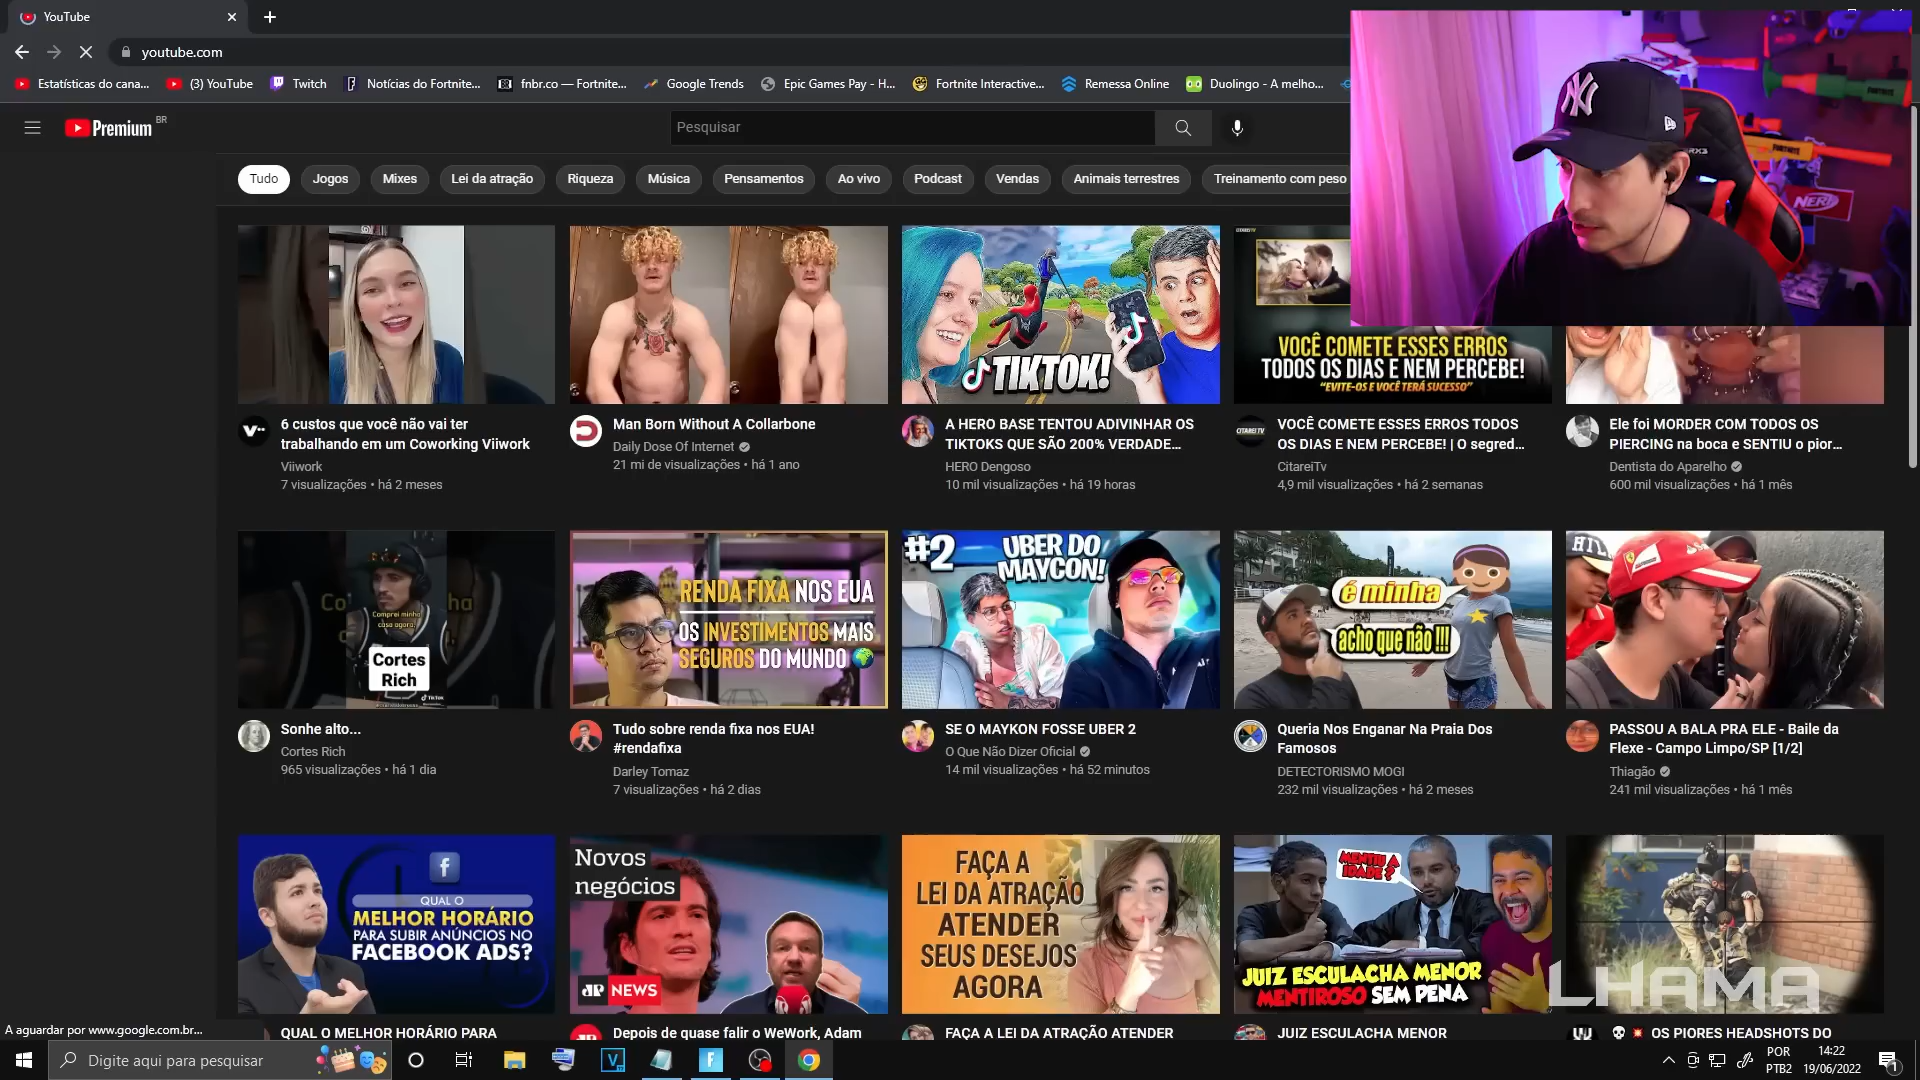 YouTube
youtube.com
Estatísticas do cana...
(3) YouTube
Twitch
Notícias do Fortnite...
fnbr.co — Fortnite...
Google Trends
Epic Games Pay - H...
Fortnite Interactive...
Remessa Online
Duolingo - A melho...
Premium BR
Pesquisar
Tudo
Jogos
Mixes
Lei da atração
Riqueza
Música
Pensamentos
Ao vivo
Podcast
Vendas
Animais terrestres
Treinamento com peso
NERF
TIKTOK!
VOCÊ COMETE ESSES ERROS
TODOS OS DIAS E NEM PERCEBE!
"EVITE-OS E VOCÊ TERÁ SUCESSO"
6 custos que você não vai ter
trabalhando em um Coworking Viiwork
Viiwork
7 visualizações • há 2 meses
Man Born Without A Collarbone
Daily Dose Of Internet
21 mi de visualizações • há 1 ano
A HERO BASE TENTOU ADIVINHAR OS
TIKTOKS QUE SÃO 200% VERDADE...
HERO Dengoso
10 mil visualizações • há 19 horas
CITAREITV
VOCÊ COMETE ESSES ERROS TODOS
OS DIAS E NEM PERCEBE! | O segred...
CitareiTv
4,9 mil visualizações • há 2 semanas
Ele foi MORDER COM TODOS OS
PIERCING na boca e SENTIU o pior...
Dentista do Aparelho
600 mil visualizações • há 1 mês
Comprei minha
casa agora,
Cortes
Rich
RENDA FIXA NOS EUA
OS INVESTIMENTOS MAIS
SEGUROS DO MUNDO
#2
UBER DO
MAYCON!
é minha
acho que não !!!
Sonhe alto...
Cortes Rich
965 visualizações • há 1 dia
Tudo sobre renda fixa nos EUA!
#rendafixa
Darley Tomaz
7 visualizações • há 2 dias
SE O MAYKON FOSSE UBER 2
O Que Não Dizer Oficial
14 mil visualizações • há 52 minutos
Queria Nos Enganar Na Praia Dos
Famosos
DETECTORISMO MOGI
232 mil visualizações • há 2 meses
PASSOU A BALA PRA ELE - Baile da
Flexe - Campo Limpo/SP [1/2]
Thiagão
241 mil visualizações • há 1 mês
QUAL O
MELHOR HORÁRIO
PARA SUBIR ANÚNCIOS NO
FACEBOOK ADS?
Novos
negócios
JP NEWS
FAÇA A
LEI DA ATRAÇÃO
ATENDER
SEUS DESEJOS
AGORA
MENTIU A
IDADE?
JUIZ ESCULACHA MENOR
MENTIROSO SEM PENA
LHAMA
QUAL O MELHOR HORÁRIO PARA
Depois de quase falir o WeWork, Adam
FAÇA A LEI DA ATRAÇÃO ATENDER
JUIZ ESCULACHA MENOR
OS PIORES HEADSHOTS DO
A aguardar por www.google.com.br...
Digite aqui para pesquisar
POR
PTB2
14:22
19/06/2022